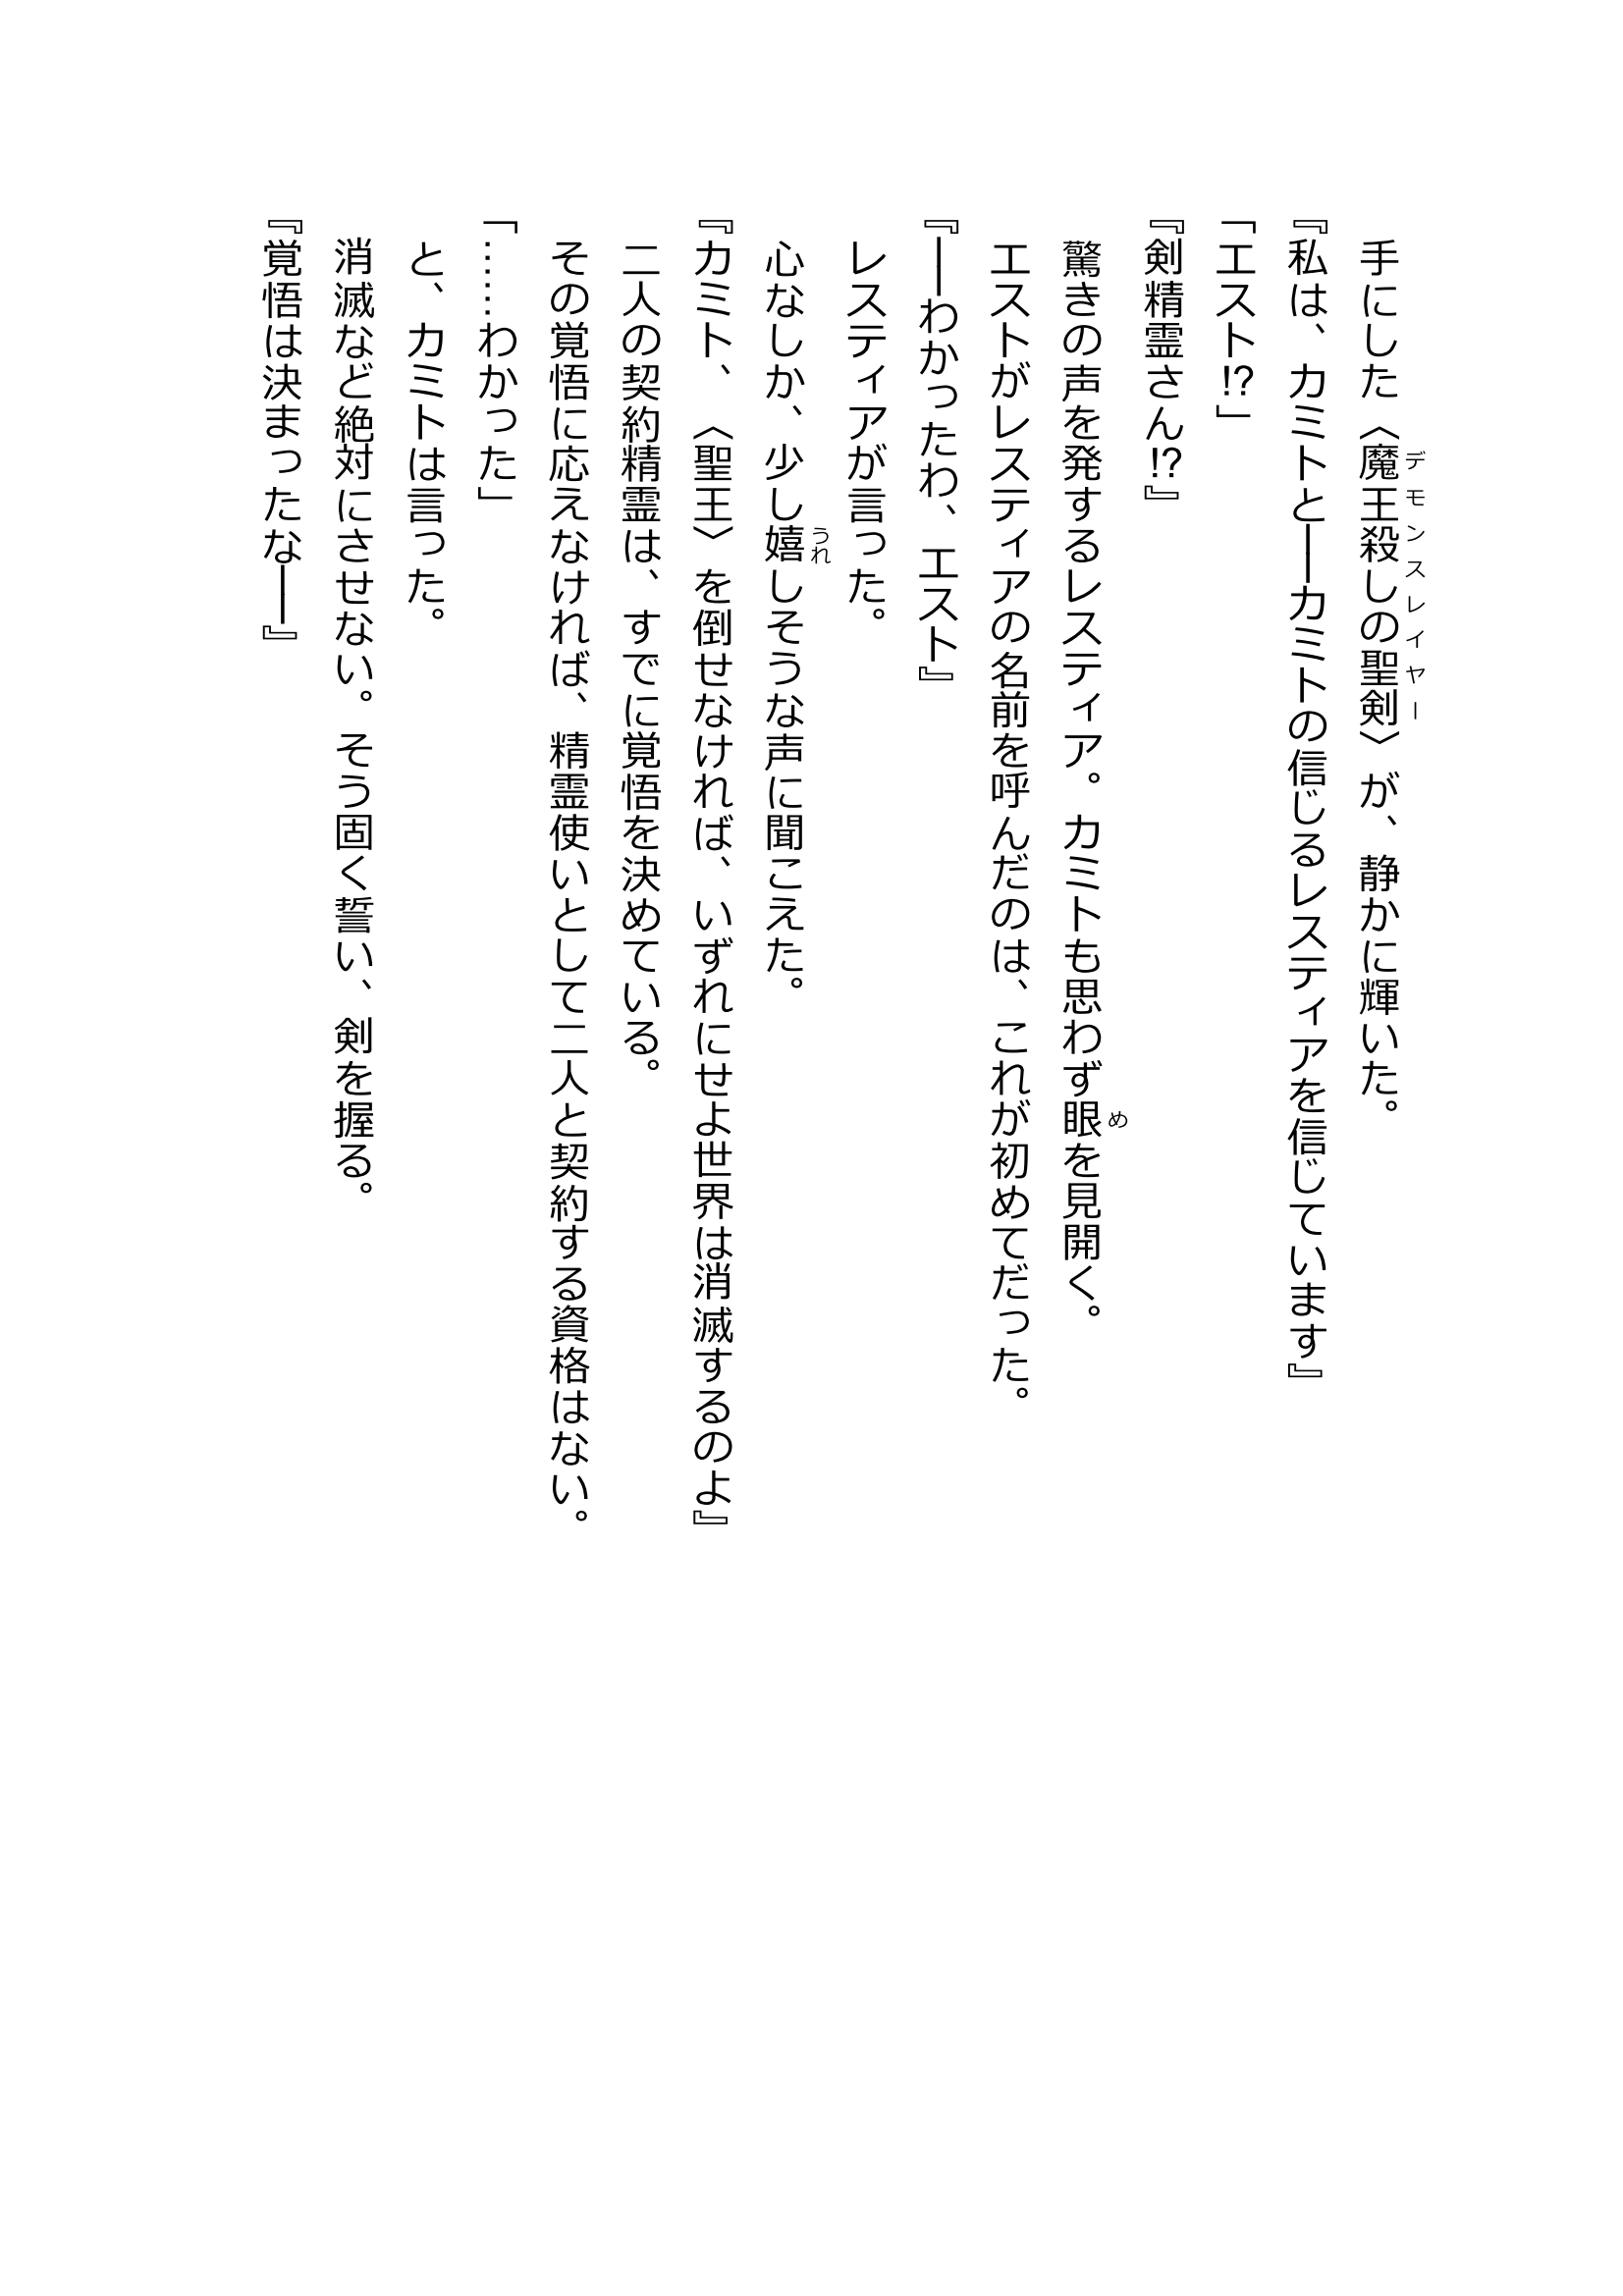 手にした〈魔王殺しの聖剣〉が、静かに輝いた。
デモンスレイヤー
『私は、カミトと――カミトの信じるレスティアを信じています』
「エスト!?」
『剣精霊さん!?』
驚きの声を発するレスティア。カミトも思わず眼を見開く。
め
エストがレスティアの名前を呼んだのは、これが初めてだった。
『――わかったわ、エスト』
レスティアが言った。
心なしか、少し嬉しそうな声に聞こえた。
うれ
『カミト、〈聖王〉を倒せなければ、いずれにせよ世界は消滅するのよ』
二人の契約精霊は、すでに覚悟を決めている。
その覚悟に応えなければ、精霊使いとして二人と契約する資格はない。
「……わかった」
と、カミトは言った。
消滅など絶対にさせない。そう固く誓い、剣を握る。
『覚悟は決まったな――』